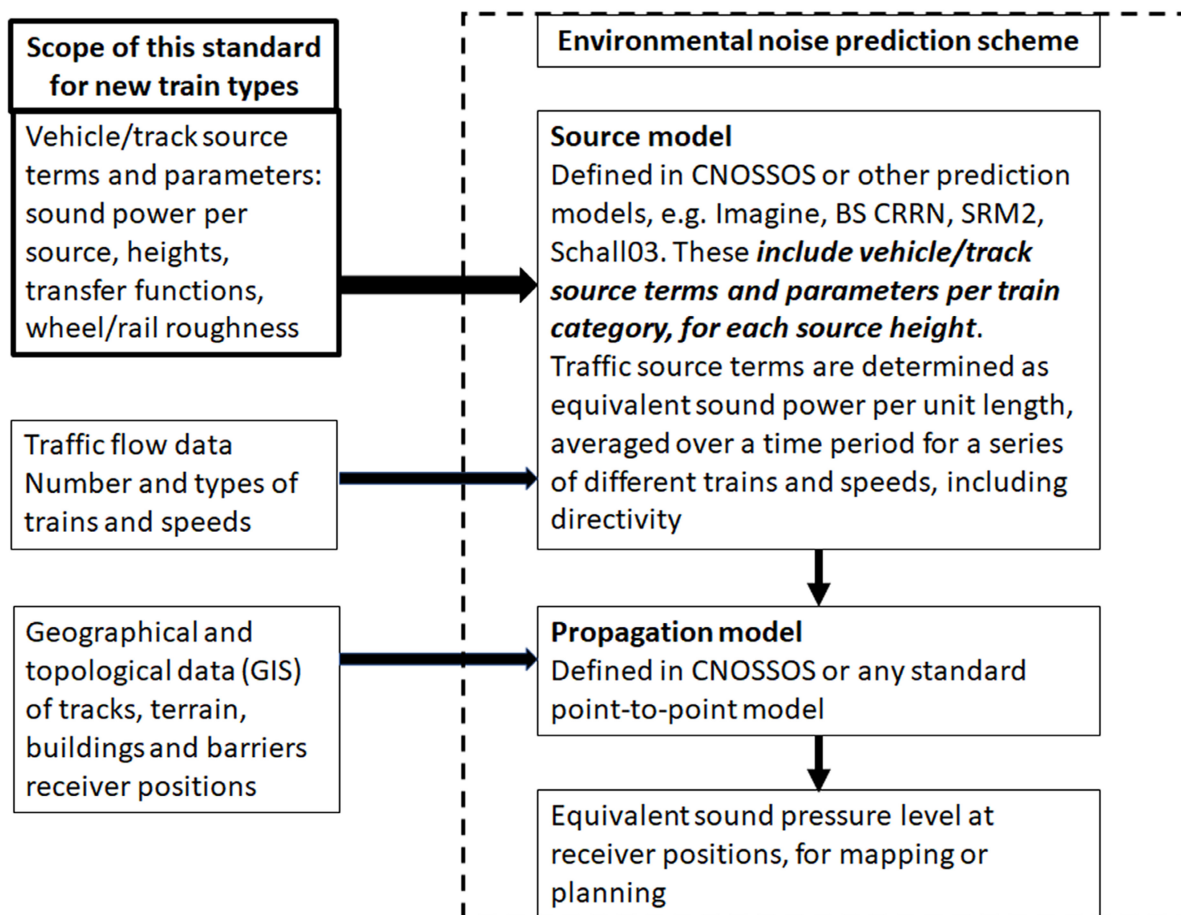 Scope of this standard
for new train types
Vehicle/track source
terms and parameters:
sound power per
source, heights,
transfer functions,
wheel/rail roughness
Traffic flow data
Number and types of
trains and speeds
Geographical and
topological data (GIS)
of tracks, terrain,
buildings and barriers
receiver positions
Environmental noise prediction scheme
Source model
Defined in CNOSSOS or other prediction
models, e.g. Imagine, BS CRRN, SRM2,
Schall03. These include vehicle/track
source terms and parameters per train
category, for each source height.
Traffic source terms are determined as
equivalent sound power per unit length,
averaged over a time period for a series
of different trains and speeds, including
directivity
Propagation model
Defined in CNOSSOS or any standard
point-to-point model
Equivalent sound pressure level at
receiver positions, for mapping or
planning